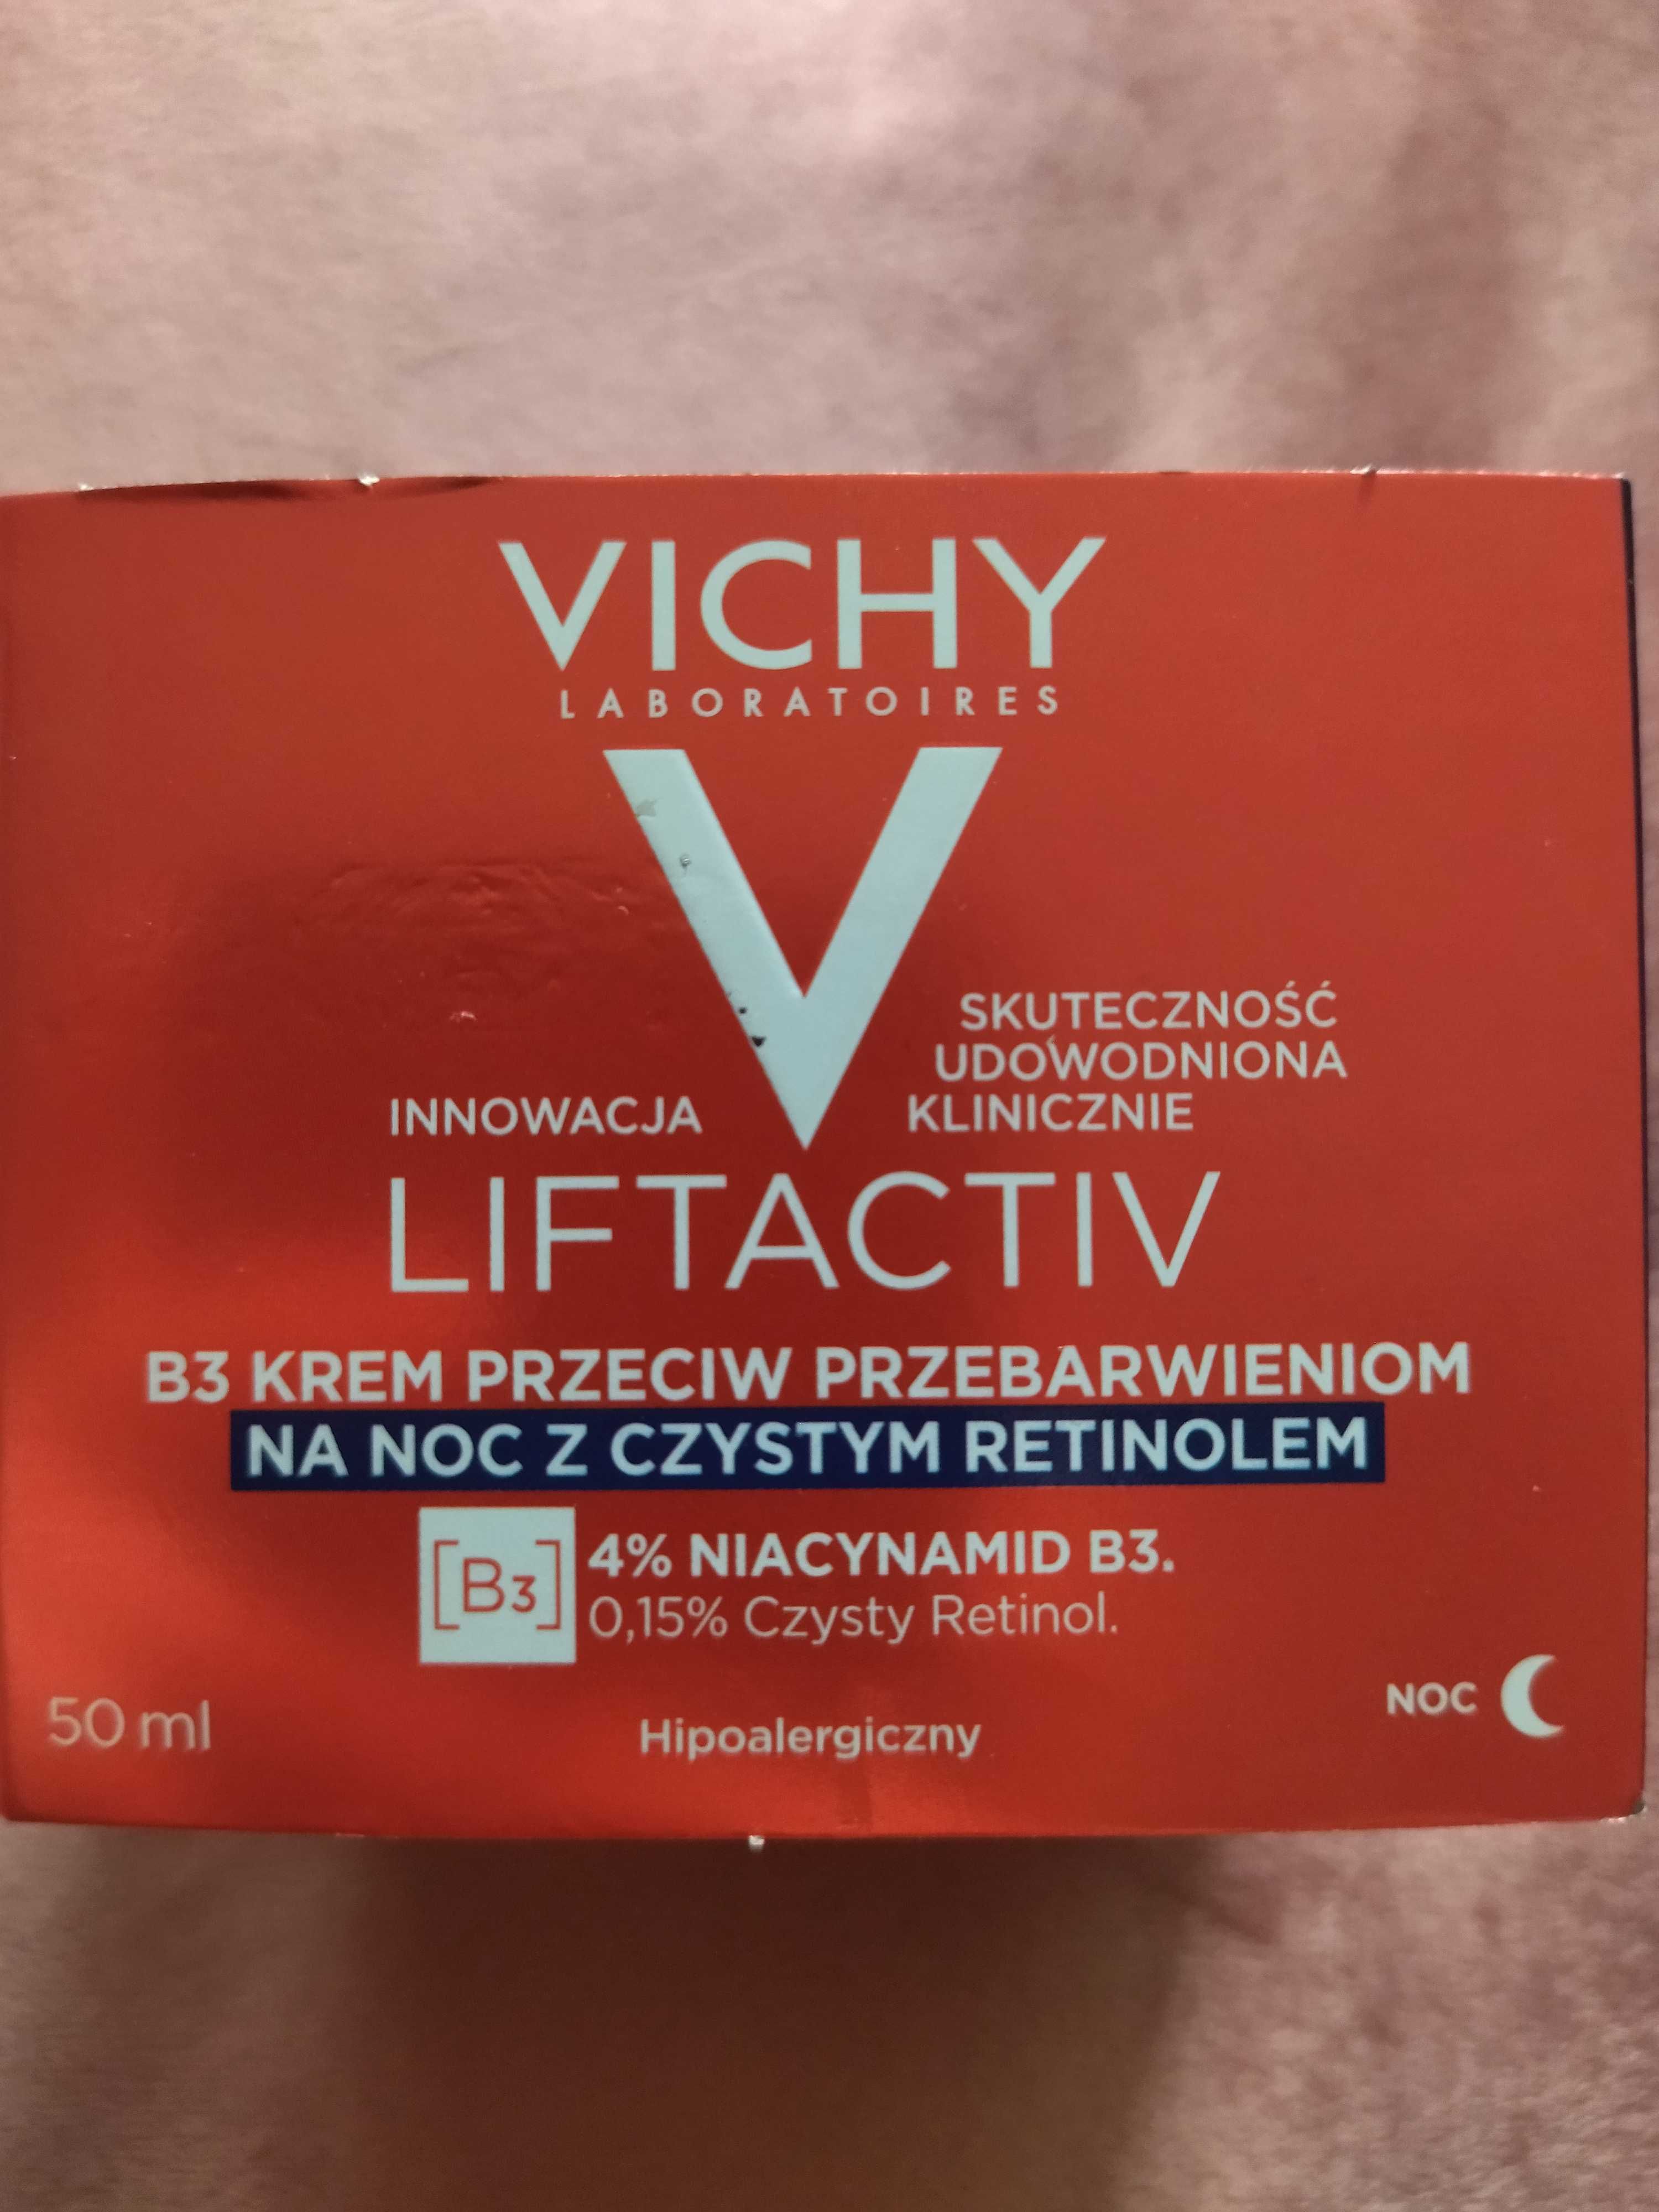 VICHY
LABORATOIRES
INNOWACJA
SKUTECZNOŚĆ
UDOWODNIONA
KLINICZNIE
LIFTACTIV
B3 KREM PRZECIW PRZEBARWIENIOM
NA NOC Z CZYSTYM RETINOLEM
[B3]
4% NIACYNAMID B3.
0,15% Czysty Retinol.
50 ml
Hipoalergiczny
NOC